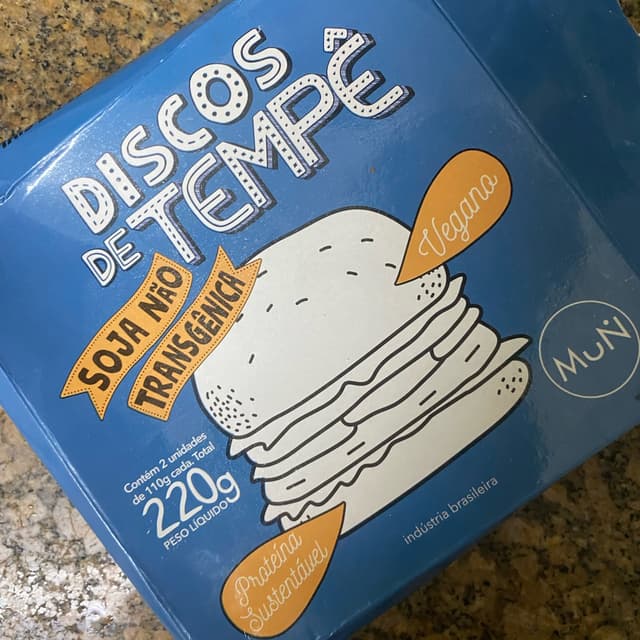 DISCOS
DE TEMPÊ
SOJA NÃO
TRANSGÊNICA
Vegano
MUÑ
Contém 2 unidades
de 110g cada. Total
220g
PESO LÍQUIDO
indústria brasileira
Proteína
Sustentável